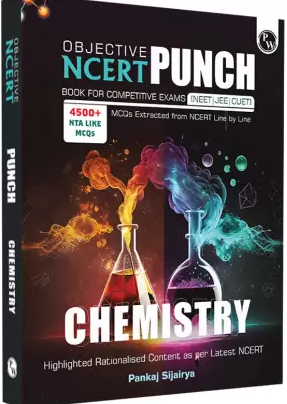 OBJECTIVE
NCERT PUNCH
BOOK FOR COMPETITIVE EXAMS (NEET | JEE | CUET)
4500+
NTA LIKE
MCQs
MCQs Extracted from NCERT Line by Line
CHEMISTRY
Highlighted Rationalised Content as per Latest NCERT
Pankaj Sijairya
PW
OBJECTIVE
NCERT
PUNCH
CHEMISTRY